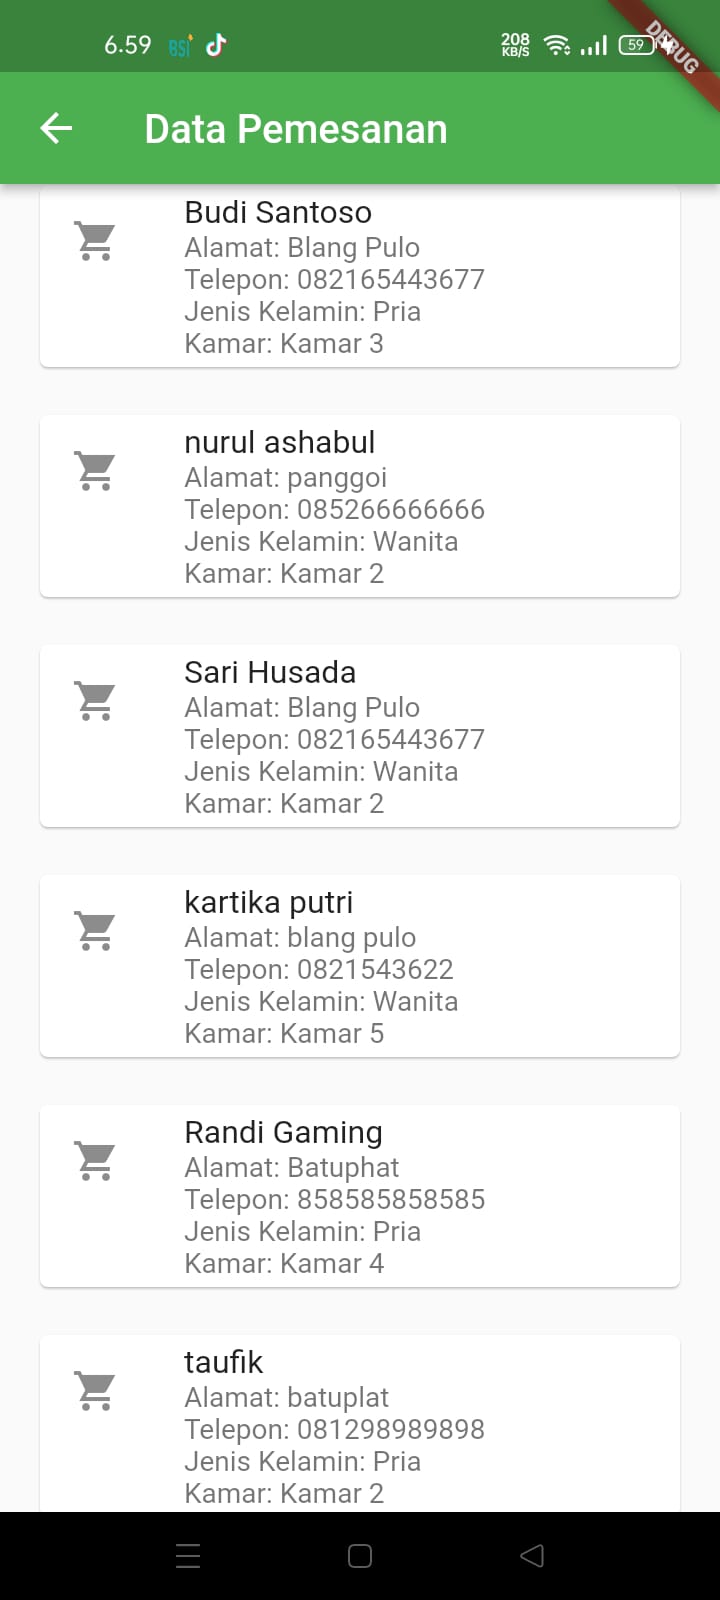 6.59
BSI
208
KB/S
59
DEBUG
Data Pemesanan
Budi Santoso
Alamat: Blang Pulo
Telepon: 082165443677
Jenis Kelamin: Pria
Kamar: Kamar 3
nurul ashabul
Alamat: panggoi
Telepon: 085266666666
Jenis Kelamin: Wanita
Kamar: Kamar 2
Sari Husada
Alamat: Blang Pulo
Telepon: 082165443677
Jenis Kelamin: Wanita
Kamar: Kamar 2
kartika putri
Alamat: blang pulo
Telepon: 0821543622
Jenis Kelamin: Wanita
Kamar: Kamar 5
Randi Gaming
Alamat: Batuphat
Telepon: 858585858585
Jenis Kelamin: Pria
Kamar: Kamar 4
taufik
Alamat: batuplat
Telepon: 081298989898
Jenis Kelamin: Pria
Kamar: Kamar 2